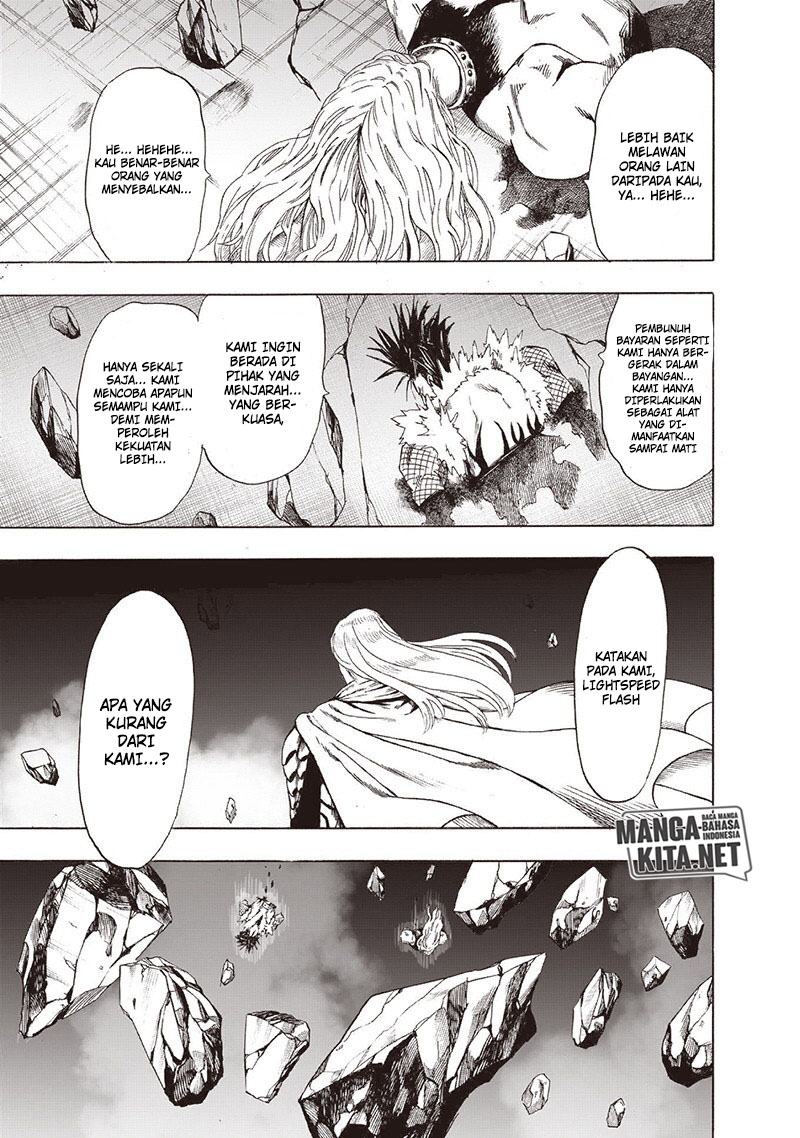 LEBIH BAIK
MELAWAN
ORANG LAIN
DARIPADA KAU,
YA... HEHE...
HE... HEHEHE...
KAU BENAR-BENAR
ORANG YANG
MENYEBALKAN...
PEMBUNUH
BAYARAN SEPERTI
KAMI HANYA BER-
GERAK DALAM
BAYANGAN...
KAMI HANYA
DIPERLAKUKAN
SEBAGAI ALAT
YANG DI-
MANFAATKAN
SAMPAI MATI
KAMI INGIN
BERADA DI
PIHAK YANG
MENJARAH...
YANG BER-
KUASA,
HANYA SEKALI
SAJA... KAMI
MENCOBA APAPUN
SEMAMPU KAMI...
DEMI MEM-
PEROLEH
KEKUATAN
LEBIH...
KATAKAN
PADA KAMI,
LIGHTSPEED
FLASH
APA YANG
KURANG
DARI
KAMI...?
MANGA
KITA.NET
BACA MANGA
BAHASA
INDONESIA